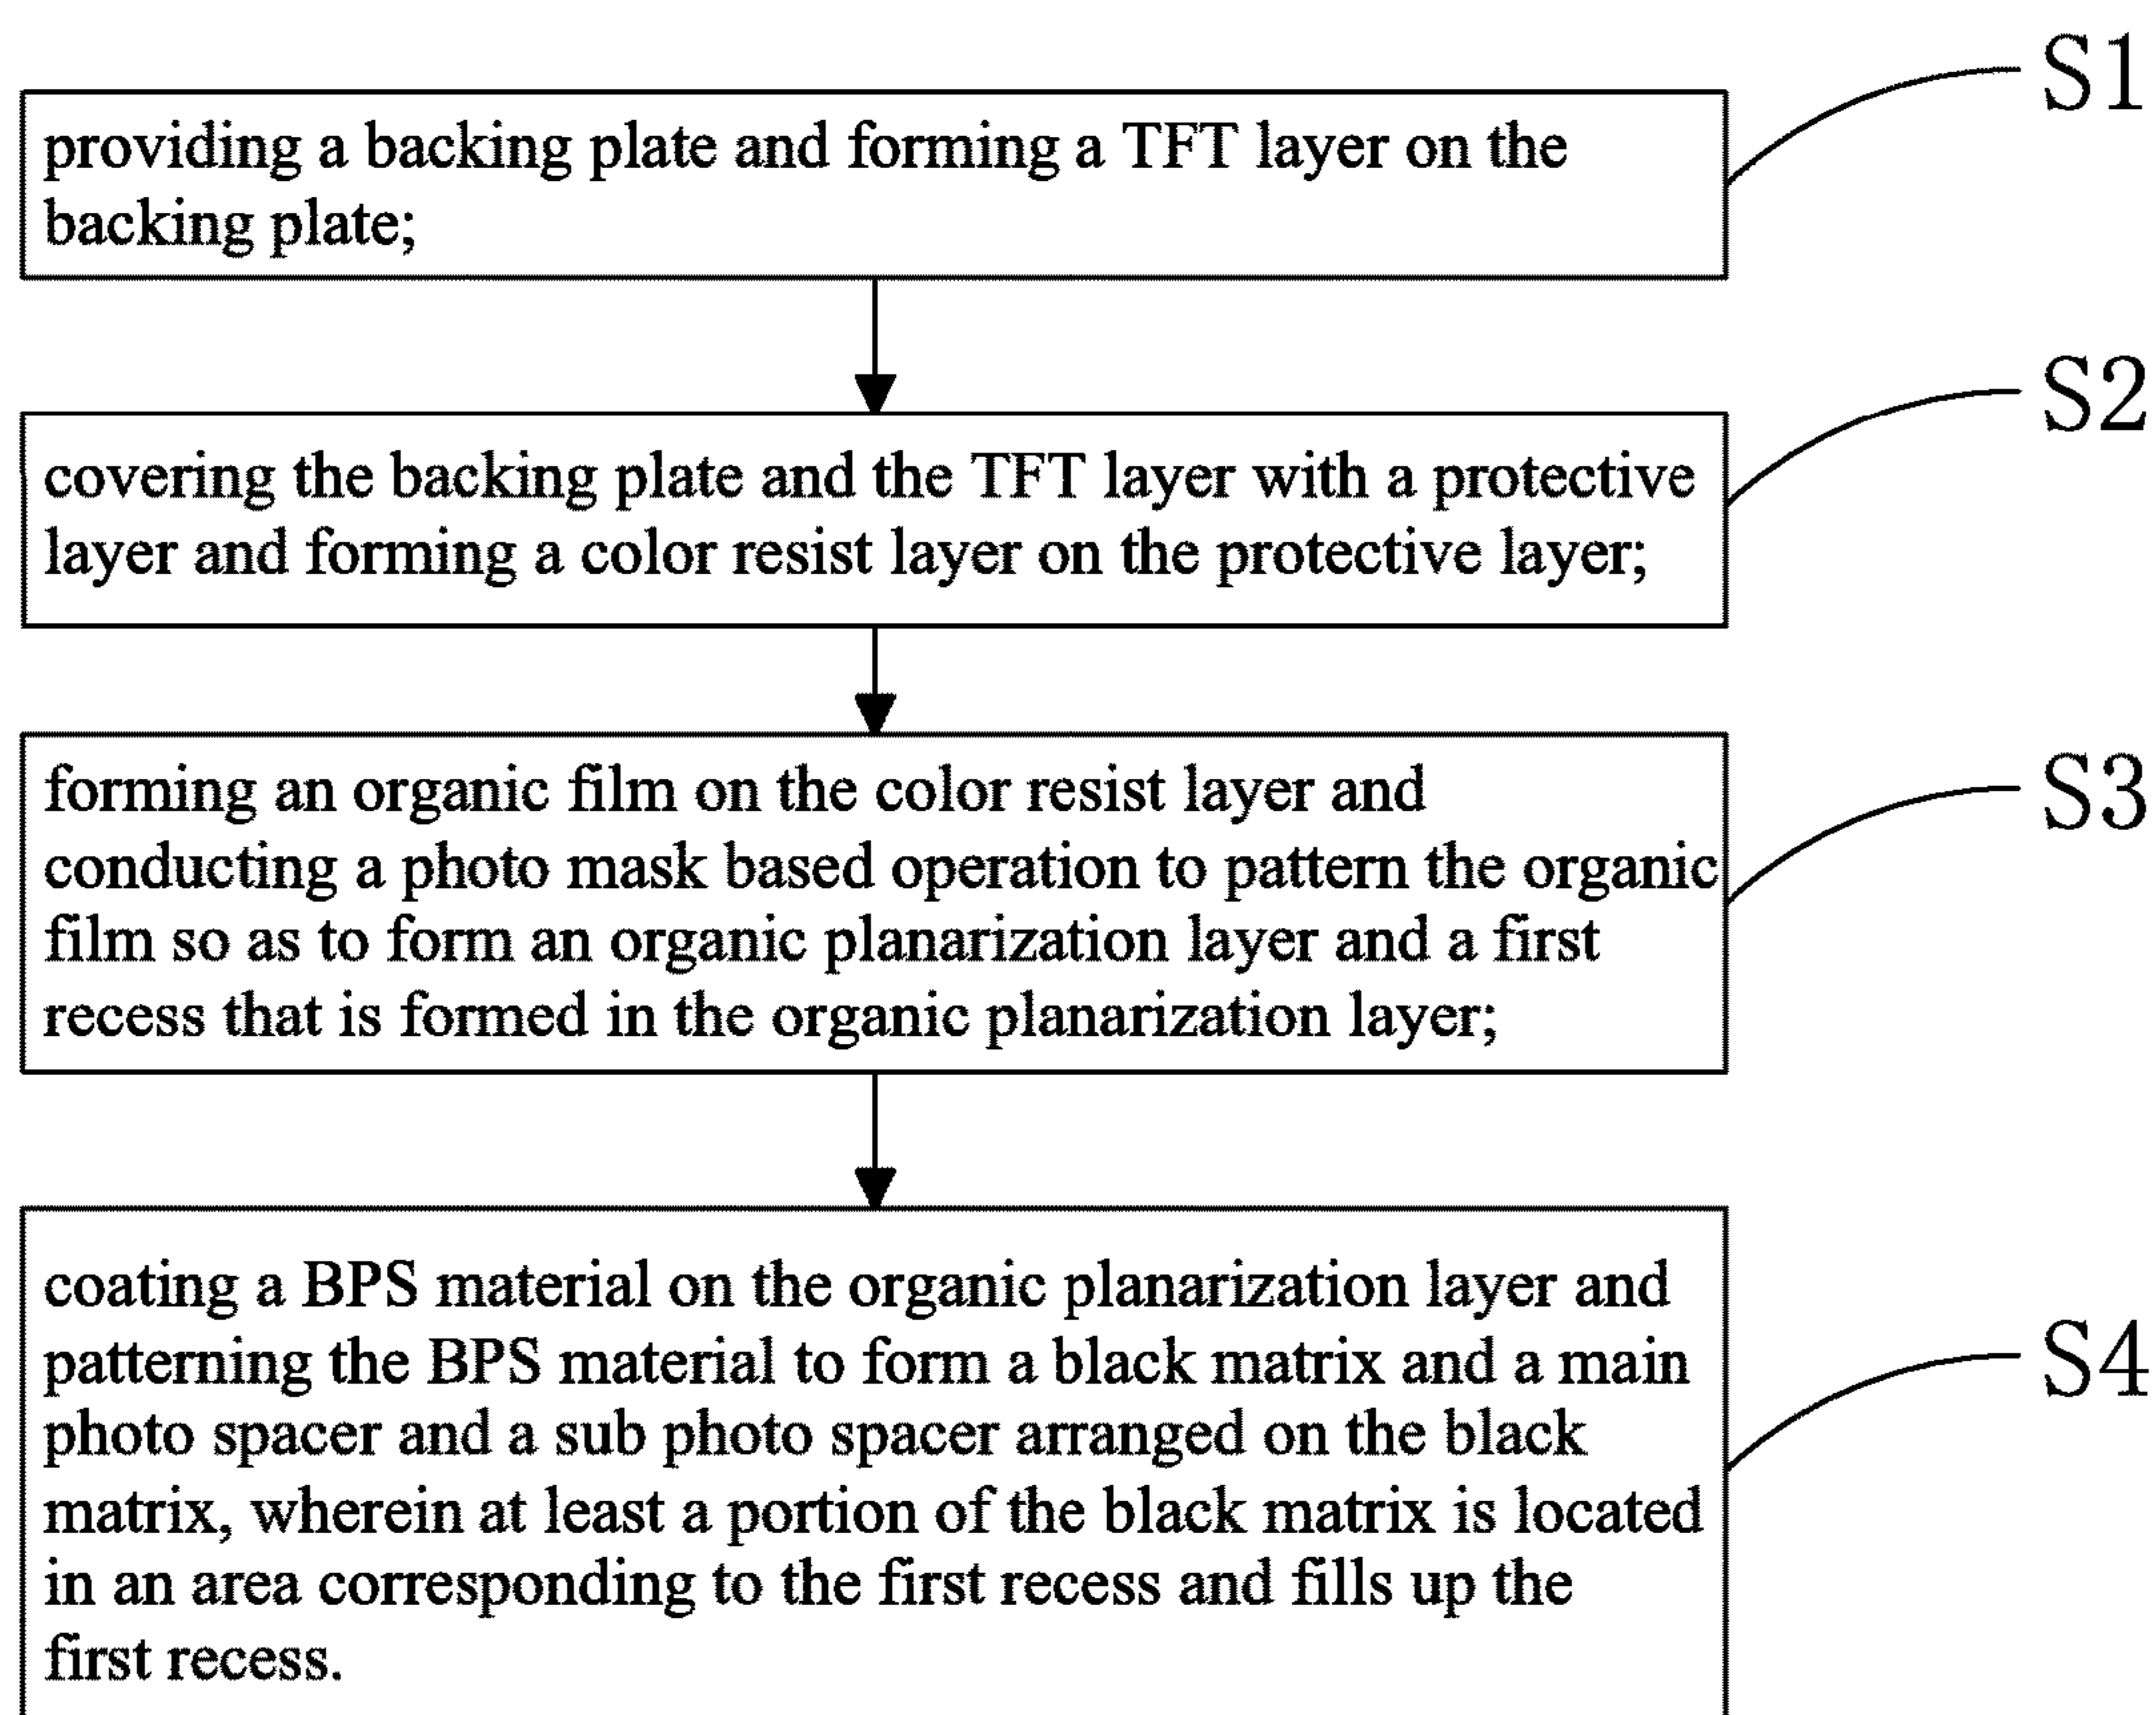 S1
providing a backing plate and forming a TFT layer on the
backing plate;
S2
covering the backing plate and the TFT layer with a protective
layer and forming a color resist layer on the protective layer;
S3
forming an organic film on the color resist layer and
conducting a photo mask based operation to pattern the organic
film so as to form an organic planarization layer and a first
recess that is formed in the organic planarization layer;
S4
coating a BPS material on the organic planarization layer and
patterning the BPS material to form a black matrix and a main
photo spacer and a sub photo spacer arranged on the black
matrix, wherein at least a portion of the black matrix is located
in an area corresponding to the first recess and fills up the
first recess.